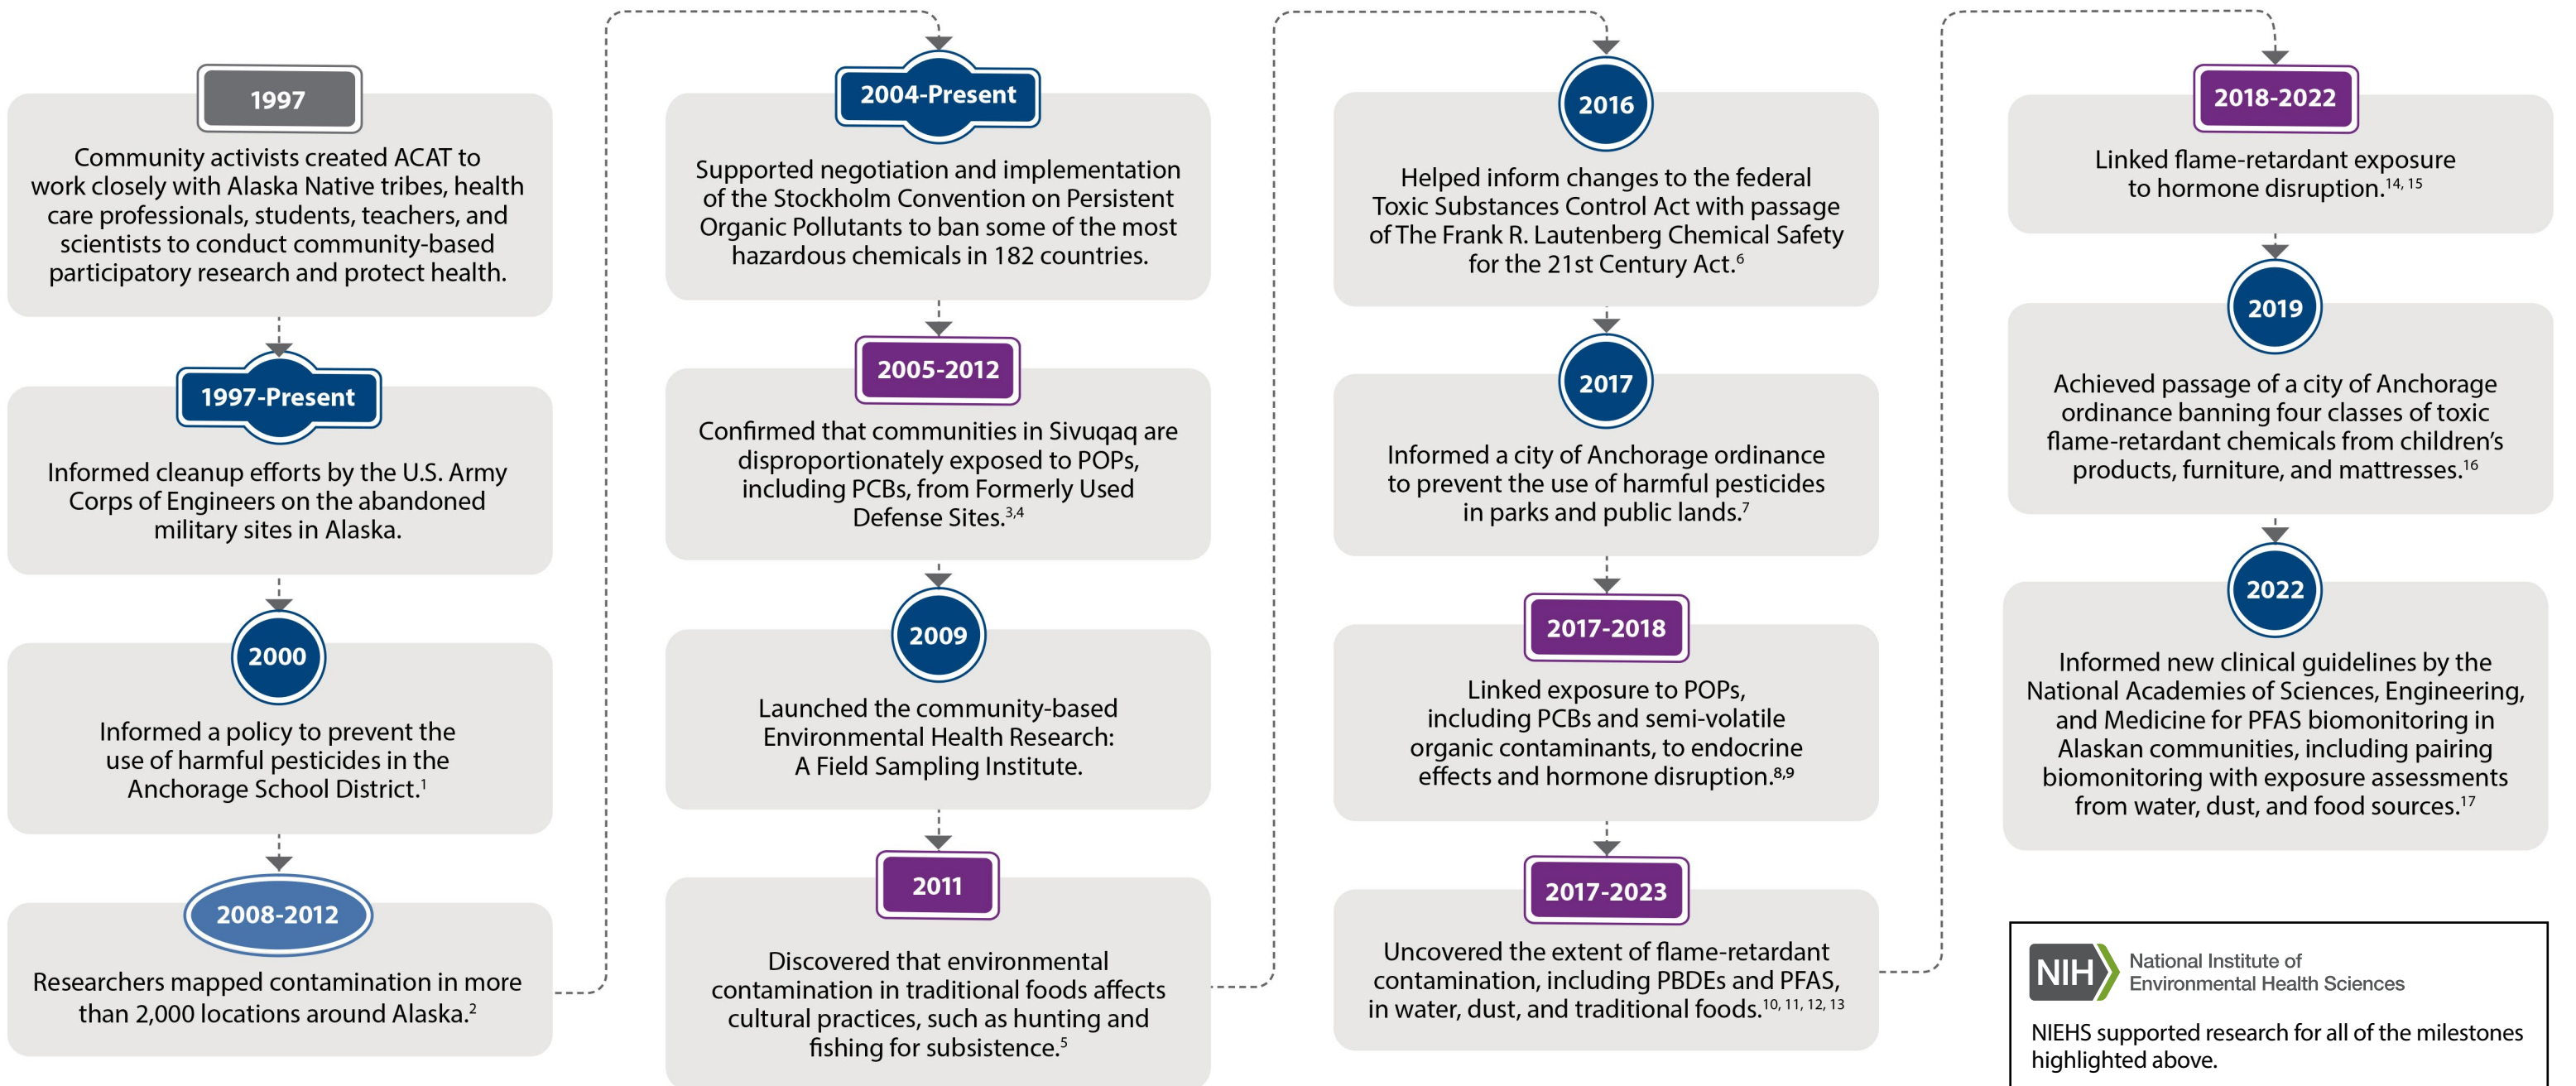 1997
Community activists created ACAT to
work closely with Alaska Native tribes, health
care professionals, students, teachers, and
scientists to conduct community-based
participatory research and protect health.
1997-Present
Informed cleanup efforts by the U.S. Army
Corps of Engineers on the abandoned
military sites in Alaska.
2000
Informed a policy to prevent the
use of harmful pesticides in the
Anchorage School District.¹
2008-2012
Researchers mapped contamination in more
than 2,000 locations around Alaska.²
2004-Present
Supported negotiation and implementation
of the Stockholm Convention on Persistent
Organic Pollutants to ban some of the most
hazardous chemicals in 182 countries.
2005-2012
Confirmed that communities in Sivuqaq are
disproportionately exposed to POPs,
including PCBs, from Formerly Used
Defense Sites.³,⁴
2009
Launched the community-based
Environmental Health Research:
A Field Sampling Institute.
2011
Discovered that environmental
contamination in traditional foods affects
cultural practices, such as hunting and
fishing for subsistence.⁵
2016
Helped inform changes to the federal
Toxic Substances Control Act with passage
of The Frank R. Lautenberg Chemical Safety
for the 21st Century Act.⁶
2017
Informed a city of Anchorage ordinance
to prevent the use of harmful pesticides
in parks and public lands.⁷
2017-2018
Linked exposure to POPs,
including PCBs and semi-volatile
organic contaminants, to endocrine
effects and hormone disruption.⁸,⁹
2017-2023
Uncovered the extent of flame-retardant
contamination, including PBDEs and PFAS,
in water, dust, and traditional foods.¹⁰, ¹¹, ¹², ¹³
2018-2022
Linked flame-retardant exposure
to hormone disruption.¹⁴, ¹⁵
2019
Achieved passage of a city of Anchorage
ordinance banning four classes of toxic
flame-retardant chemicals from children’s
products, furniture, and mattresses.¹⁶
2022
Informed new clinical guidelines by the
National Academies of Sciences, Engineering,
and Medicine for PFAS biomonitoring in
Alaskan communities, including pairing
biomonitoring with exposure assessments
from water, dust, and food sources.¹⁷
NIH
National Institute of
Environmental Health Sciences
NIEHS supported research for all of the milestones
highlighted above.